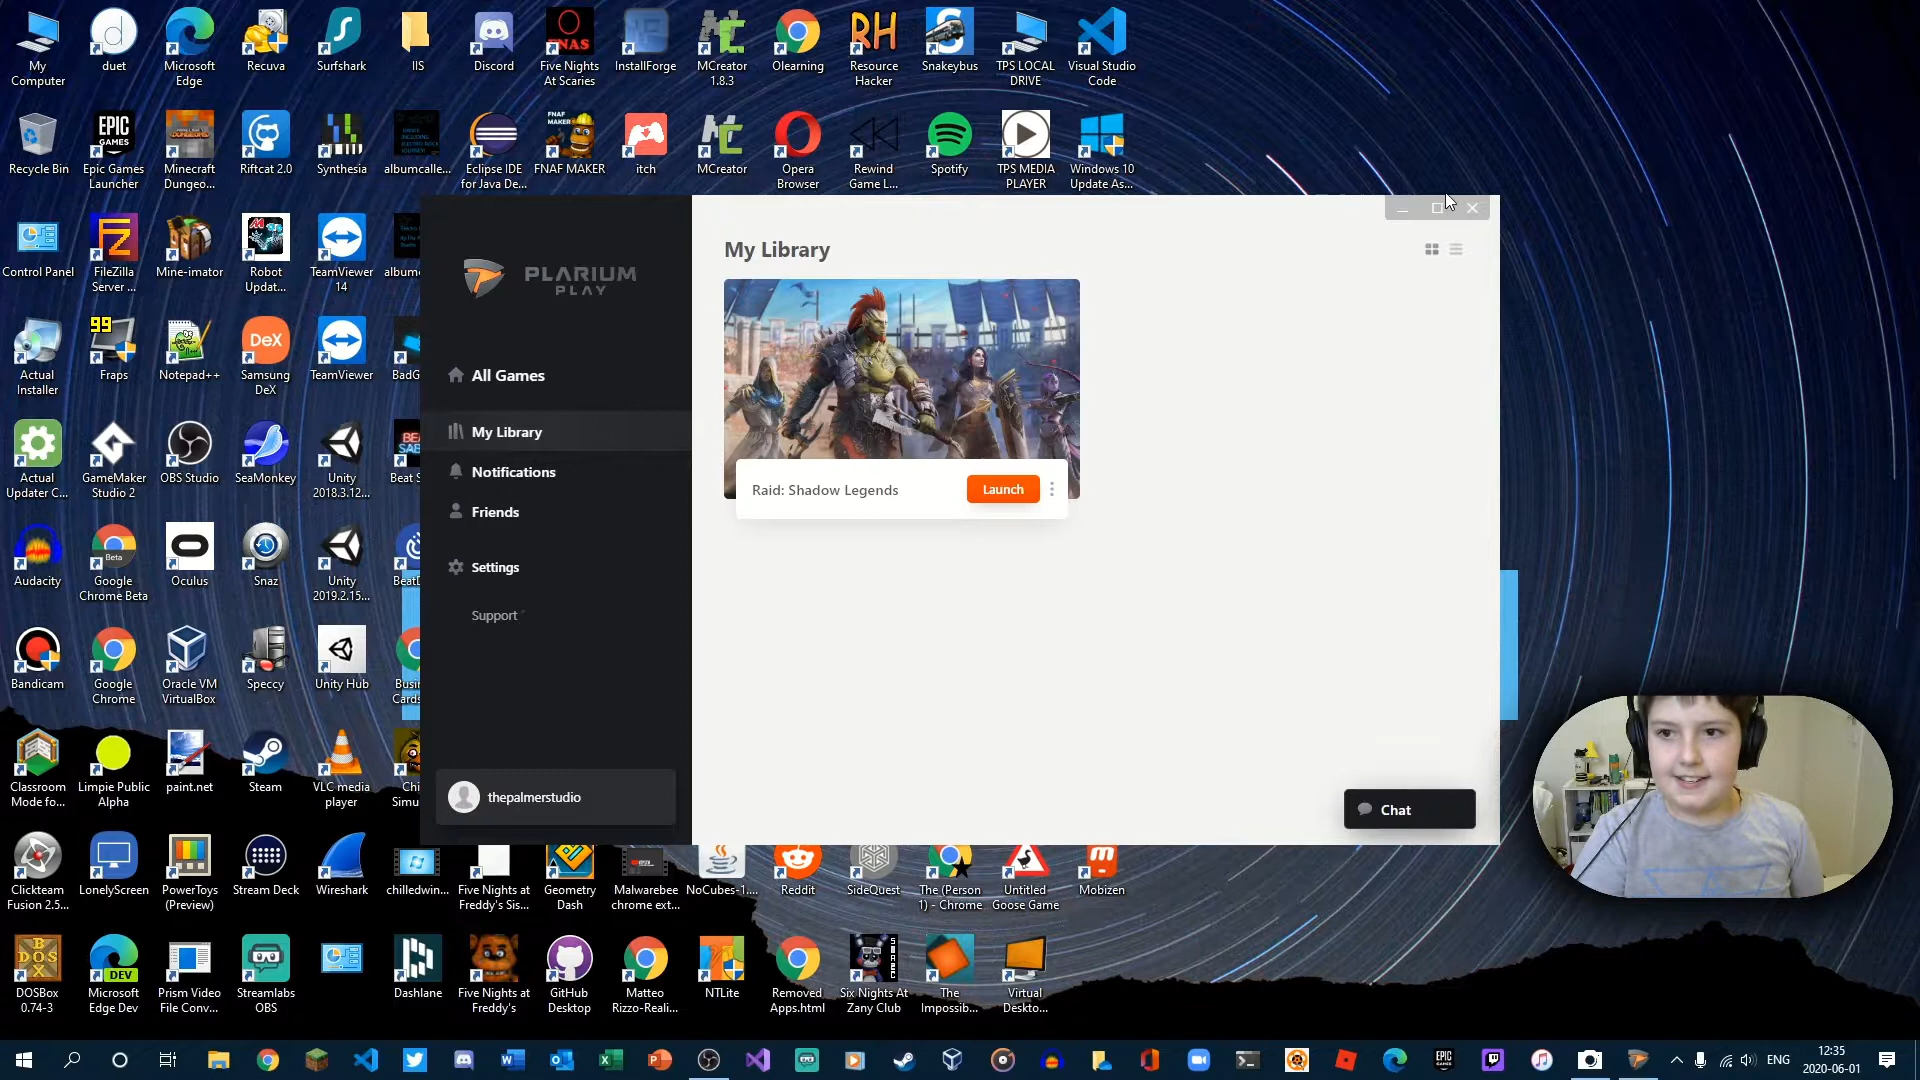 My Computer
duet
Microsoft Edge
Recuva
Surfshark
IIS
Discord
Five Nights At Scaries
InstallForge
MCreator 1.8.3
Olearning
Resource Hacker
Snakeybus
TPS LOCAL DRIVE
Visual Studio Code
Recycle Bin
Epic Games Launcher
Minecraft Dungeo...
Riftcat 2.0
Synthesia
albumcalle...
Eclipse IDE for Java De...
FNAF MAKER
itch
MCreator
Opera Browser
Rewind Game L...
Spotify
TPS MEDIA PLAYER
Windows 10 Update As...
Control Panel
FileZilla Server ...
Mine-imator
Robot Updat...
TeamViewer 14
Actual Installer
Fraps
Notepad++
Samsung DeX
TeamViewer
Actual Updater C...
GameMaker Studio 2
OBS Studio
SeaMonkey
Unity 2018.3.12...
Audacity
Google Chrome Beta
Oculus
Snaz
Unity 2019.2.15...
Bandicam
Google Chrome
Oracle VM VirtualBox
Speccy
Unity Hub
Classroom Mode fo...
Limpie Public Alpha
paint.net
Steam
VLC media player
Clickteam Fusion 2.5...
LonelyScreen
PowerToys (Preview)
Stream Deck
Wireshark
chilledwin...
Five Nights at Freddy's Sis...
Geometry Dash
Malwarebee chrome ext...
NoCubes-1....
Reddit
SideQuest
The (Person 1) - Chrome
Untitled Goose Game
Mobizen
DOSBox 0.74-3
Microsoft Edge Dev
Prism Video File Conv...
Streamlabs OBS
Dashlane
Five Nights at Freddy's
GitHub Desktop
Matteo Rizzo-Reali...
NTLite
Removed Apps.html
Six Nights At Zany Club
The Impossib...
Virtual Deskto...
PLARIUM
PLAY
All Games
My Library
Notifications
Friends
Settings
Support
thepalmerstudio
My Library
Raid: Shadow Legends
Launch
Chat
ENG
12:35
2020-06-01